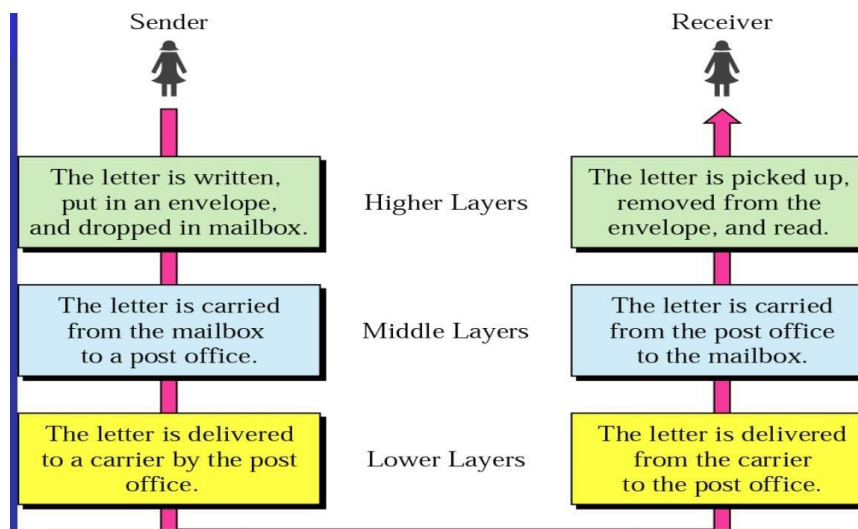 Sender
Receiver
The letter is written,
put in an envelope,
and dropped in mailbox.
Higher Layers
The letter is picked up,
removed from the
envelope, and read.
The letter is carried
from the mailbox
to a post office.
Middle Layers
The letter is carried
from the post office
to the mailbox.
The letter is delivered
to a carrier by the post
office.
Lower Layers
The letter is delivered
from the carrier
to the post office.